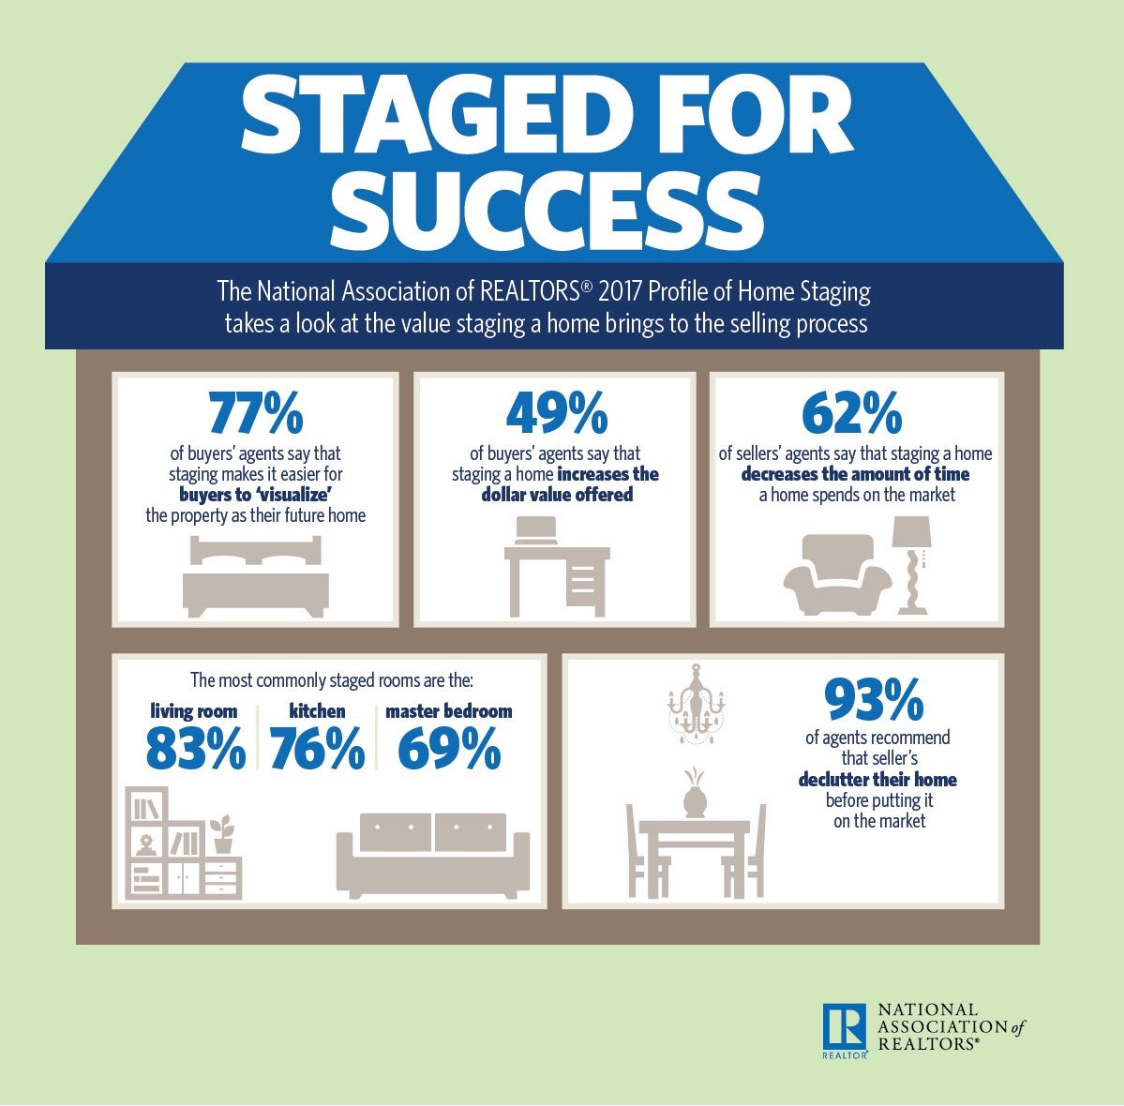 STAGED FOR
SUCCESS
The National Association of REALTORS® 2017 Profile of Home Staging
takes a look at the value staging a home brings to the selling process
77%
of buyers' agents say that
staging makes it easier for
buyers to 'visualize'
the property as their future home
49%
of buyers' agents say that
staging a home increases the
dollar value offered
62%
of sellers' agents say that staging a home
decreases the amount of time
a home spends on the market
The most commonly staged rooms are the:
living room
83%
kitchen
76%
master bedroom
69%
93%
of agents recommend
that seller's
declutter their home
before putting it
on the market
R
REALTOR®
NATIONAL
ASSOCIATION of
REALTORS®